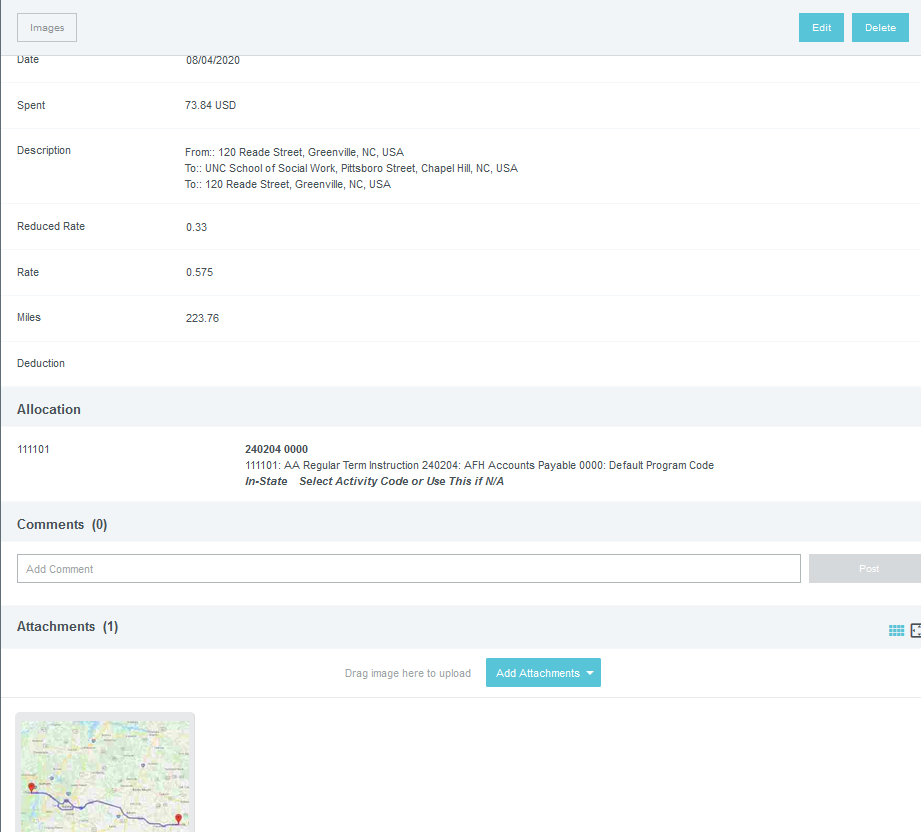 Images
Edit
Delete
Date 08/04/2020
Spent 73.84 USD
Description From:: 120 Reade Street, Greenville, NC, USA
To:: UNC School of Social Work, Pittsboro Street, Chapel Hill, NC, USA
To:: 120 Reade Street, Greenville, NC, USA
Reduced Rate 0.33
Rate 0.575
Miles 223.76
Deduction
Allocation
111101 240204 0000
111101: AA Regular Term Instruction 240204: AFH Accounts Payable 0000: Default Program Code
In-State Select Activity Code or Use This if N/A
Comments (0)
Add Comment
Post
Attachments (1)
Drag image here to upload
Add Attachments